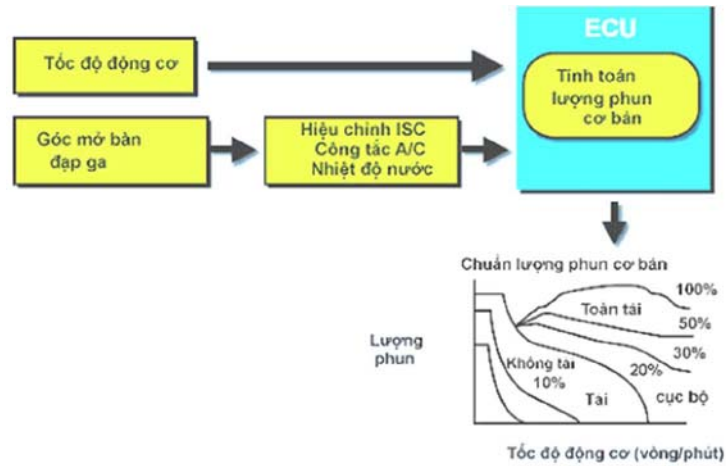 ECU
Tốc độ động cơ
Tính toán
lượng phun
cơ bản
Góc mở bàn
đạp ga
Hiệu chỉnh ISC
Công tắc A/C
Nhiệt độ nước
Chuẩn lượng phun cơ bản
100%
Toàn tải
50%
Lượng
phun
30%
Không tải
20%
10%
Tải
cục bộ
Tốc độ động cơ (vòng/phút)